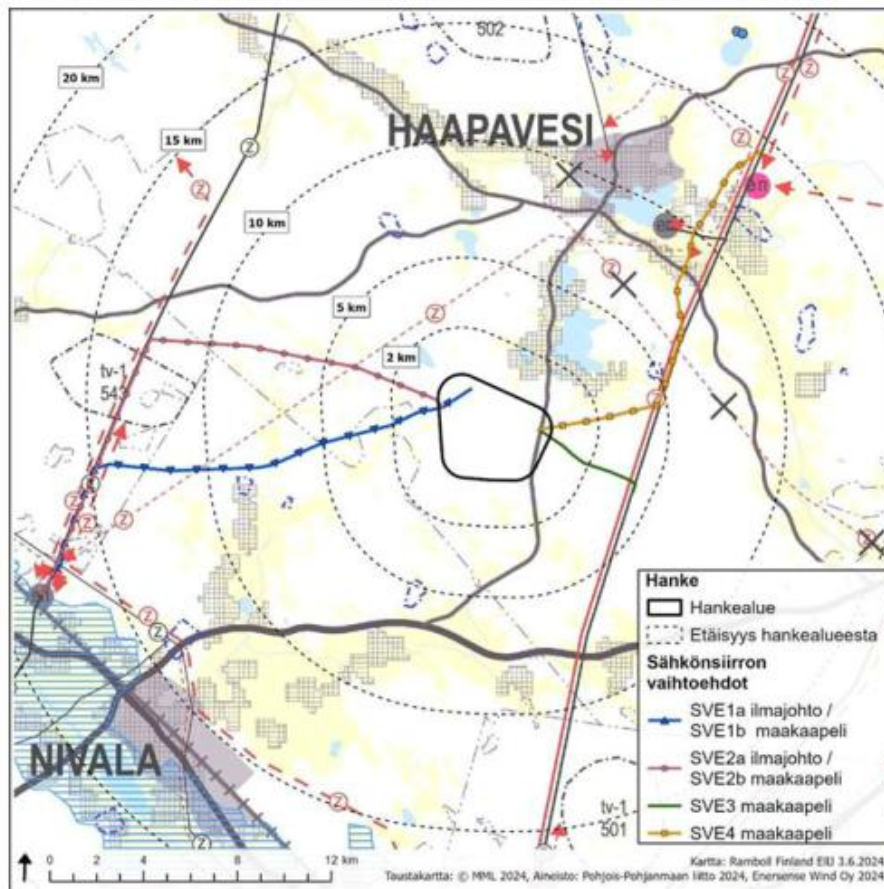 502
20 km
HAAPAVESI
15 km
en
10 km
5 km
2 km
tv-1
543
NIVALA
tv-1
501
Hanke
Hankealue
Etäisyys hankealueesta
Sähkönsiirron
vaihtoehdot
SVE1a ilmajohto /
SVE1b maakaapeli
SVE2a ilmajohto /
SVE2b maakaapeli
SVE3 maakaapeli
SVE4 maakaapeli
0 2 4 8 12 km
Kartta: Ramboll Finland EIU 3.6.2024
Taustakartta: © MML 2024, Aineisto: Pohjois-Pohjanmaan liitto 2024, Enersense Wind Oy 2024